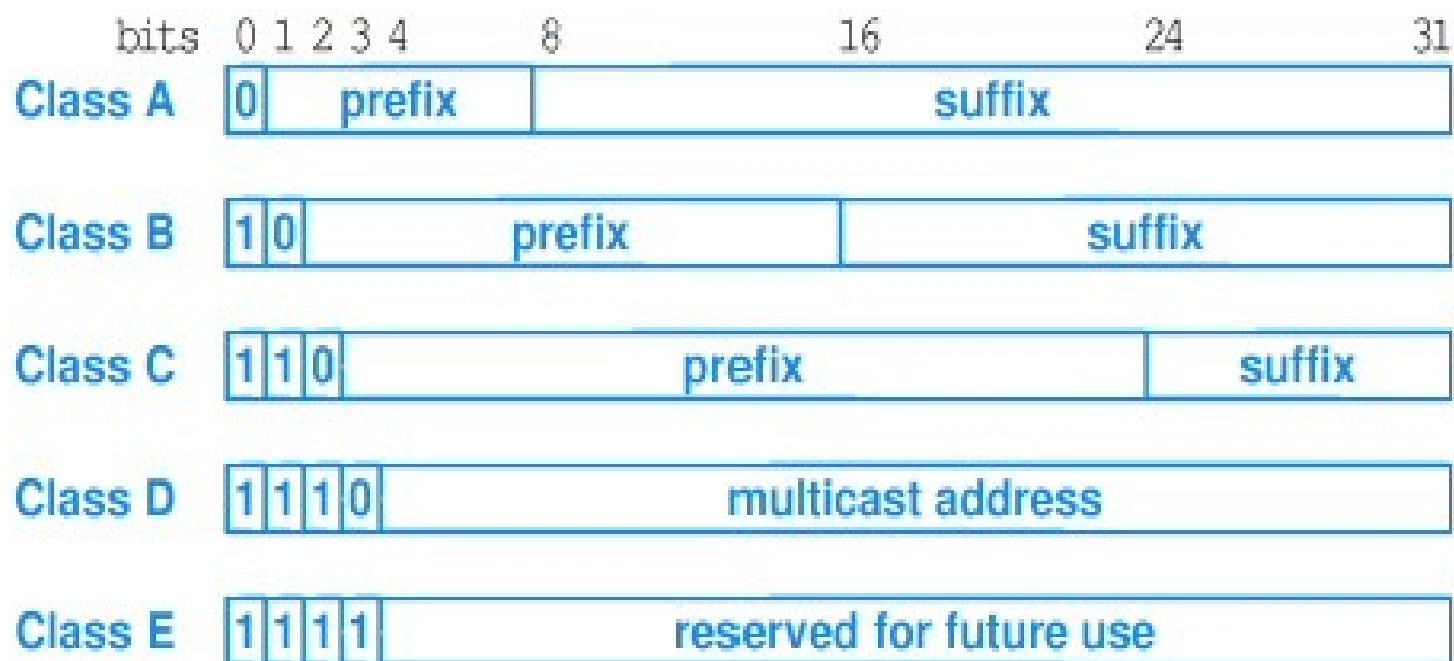 bits 0 1 2 3 4 8 16 24 31
Class A 0 prefix suffix
Class B 1 0 prefix suffix
Class C 1 1 0 prefix suffix
Class D 1 1 1 0 multicast address
Class E 1 1 1 1 reserved for future use